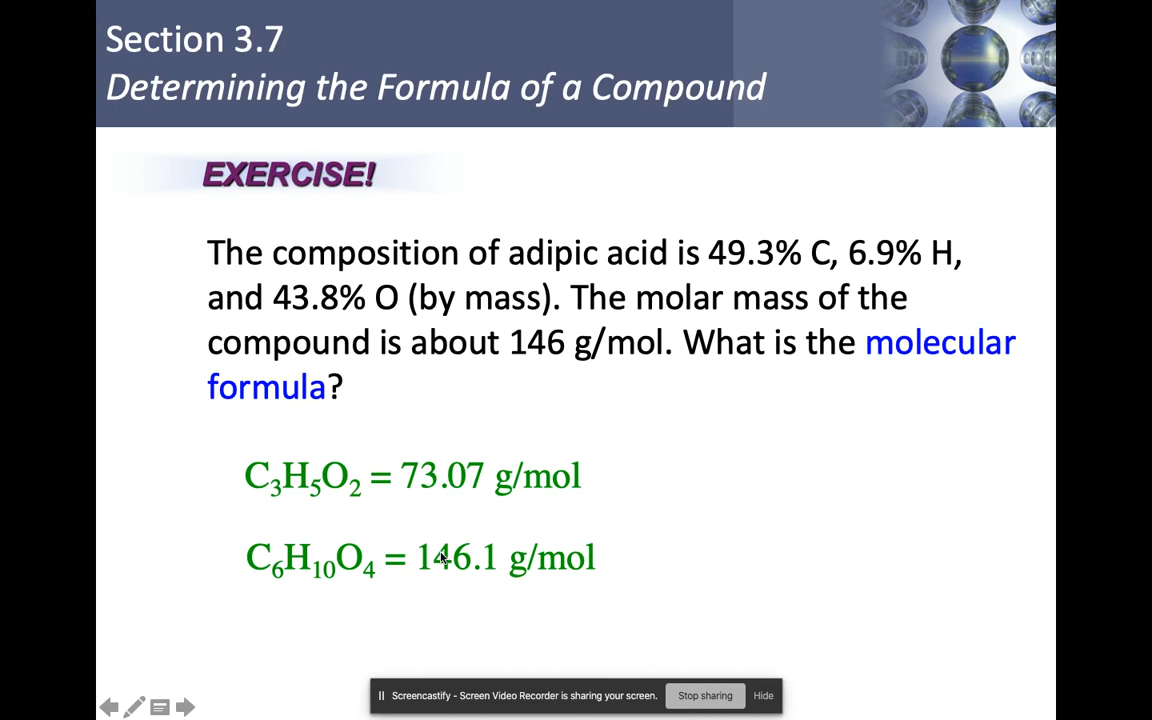 Section 3.7
Determining the Formula of a Compound
EXERCISE!
The composition of adipic acid is 49.3% C, 6.9% H,
and 43.8% O (by mass). The molar mass of the
compound is about 146 g/mol. What is the molecular
formula?
C₃H₅O₂ = 73.07 g/mol
C₆H₁₀O₄ = 146.1 g/mol
Screencastify - Screen Video Recorder is sharing your screen. Stop sharing Hide